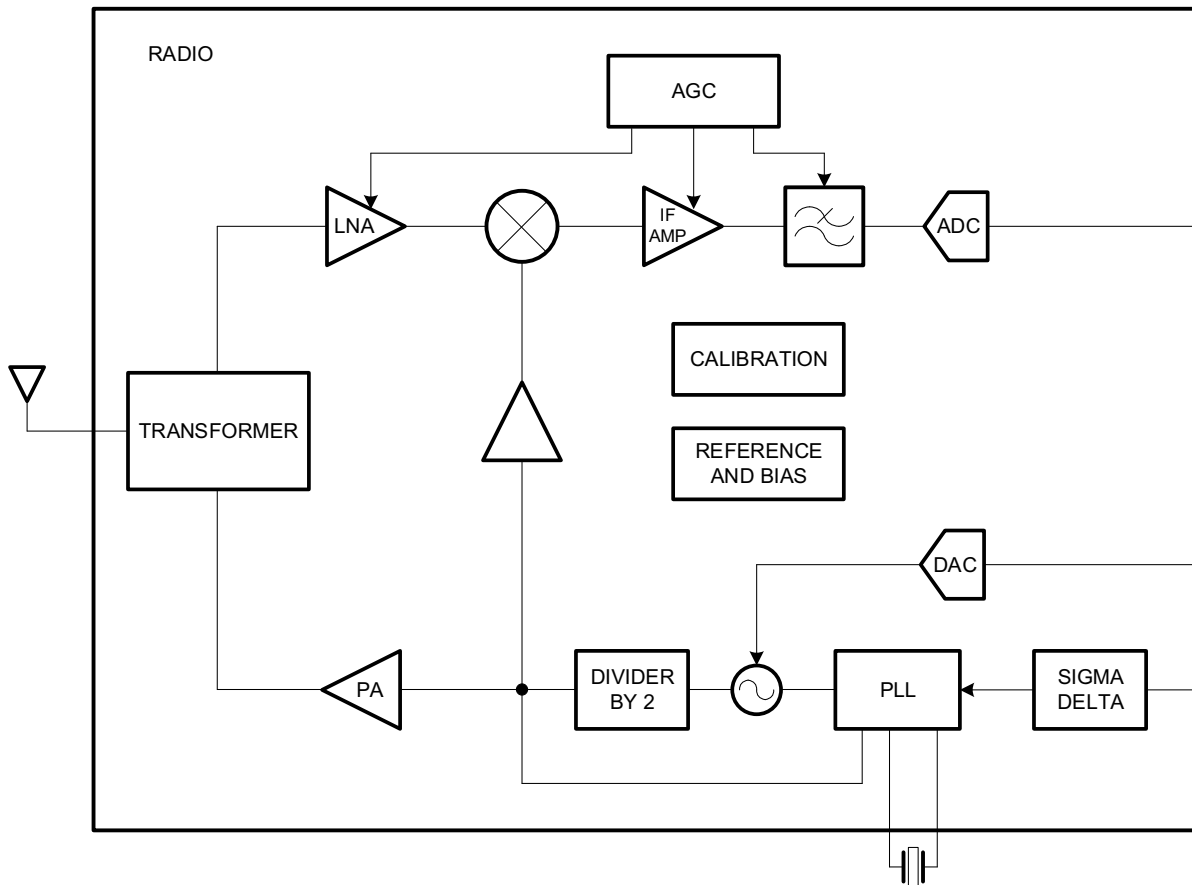 RADIO
AGC
LNA
IF
AMP
ADC
CALIBRATION
TRANSFORMER
REFERENCE
AND BIAS
DAC
PA
DIVIDER
BY 2
PLL
SIGMA
DELTA